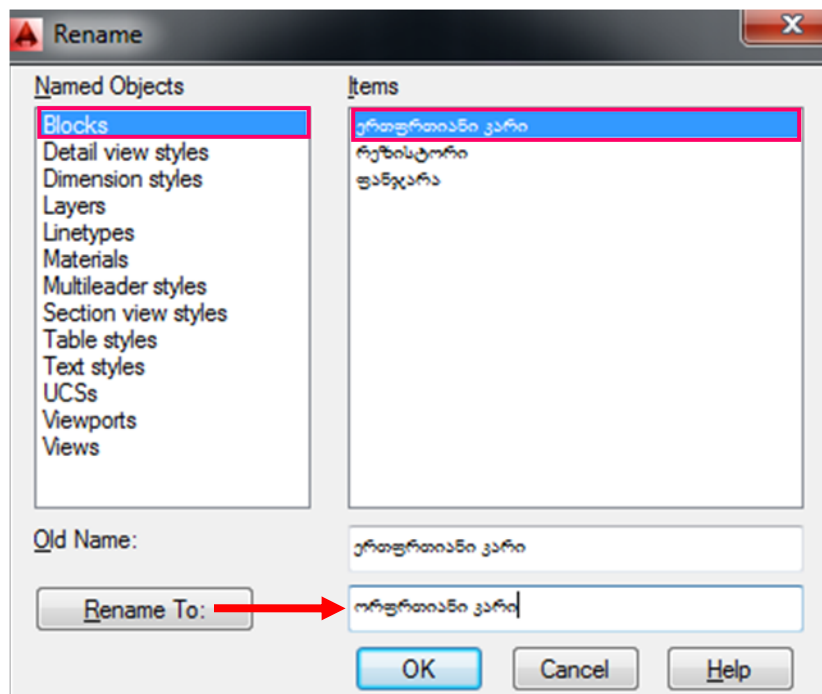 Rename
Named Objects
Blocks
Detail view styles
Dimension styles
Layers
Linetypes
Materials
Multileader styles
Section view styles
Table styles
Text styles
UCSs
Viewports
Views
Items
ერთფრთიანი კარი
რეზისტორი
ფანჯარა
Old Name:
ერთფრთიანი კარი
Rename To:
ორფრთიანი კარი
OK Cancel Help